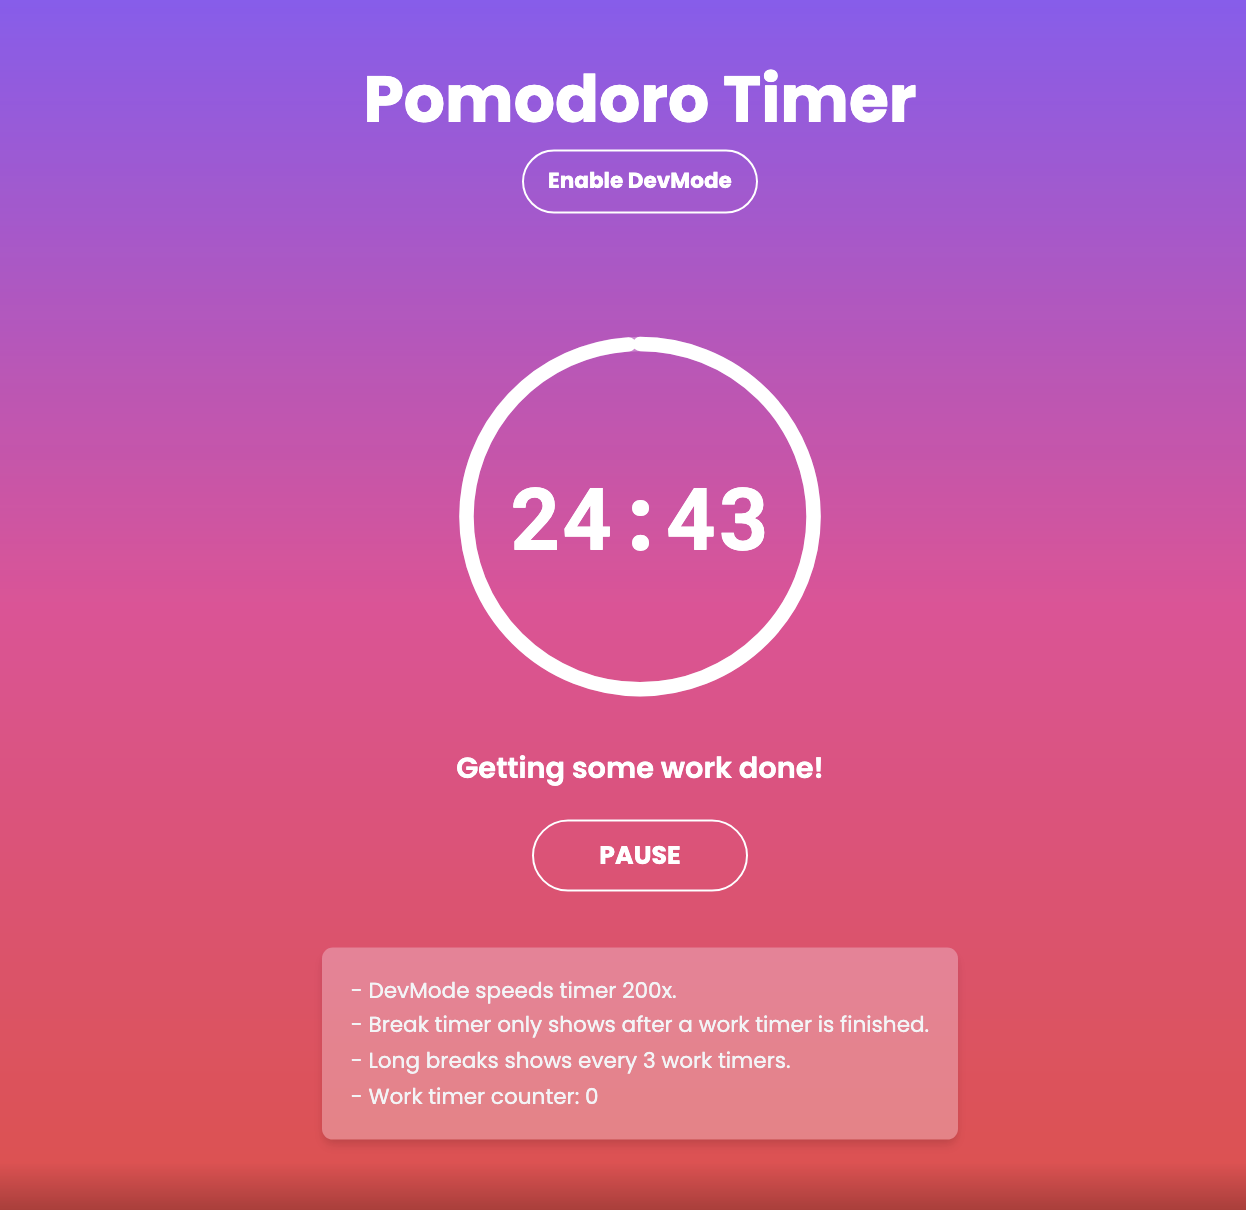 Pomodoro Timer
Enable DevMode
24:43
Getting some work done!
PAUSE
- DevMode speeds timer 200x.
- Break timer only shows after a work timer is finished.
- Long breaks shows every 3 work timers.
- Work timer counter: 0